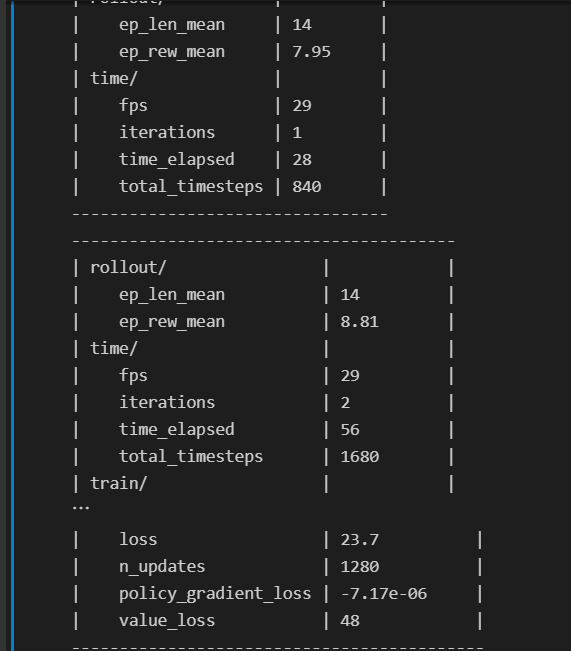 | rollout/ | |
| ep_len_mean | 14 |
| ep_rew_mean | 7.95 |
| time/ | |
| fps | 29 |
| iterations | 1 |
| time_elapsed | 28 |
| total_timesteps | 840 |
---------------------------------
----------------------------------------
| rollout/ | |
| ep_len_mean | 14 |
| ep_rew_mean | 8.81 |
| time/ | |
| fps | 29 |
| iterations | 2 |
| time_elapsed | 56 |
| total_timesteps | 1680 |
| train/ | |
...
| loss | 23.7 |
| n_updates | 1280 |
| policy_gradient_loss | -7.17e-06 |
| value_loss | 48 |
-------------------------------------------